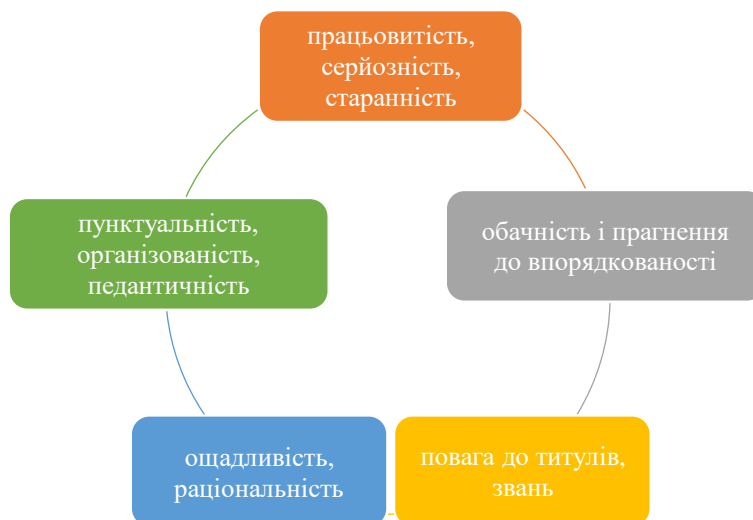 працьовитість,
серйозність,
старанність
пунктуальність,
організованість,
педантичність
обачність і прагнення
до впорядкованості
ощадливість,
раціональність
повага до титулів,
звань